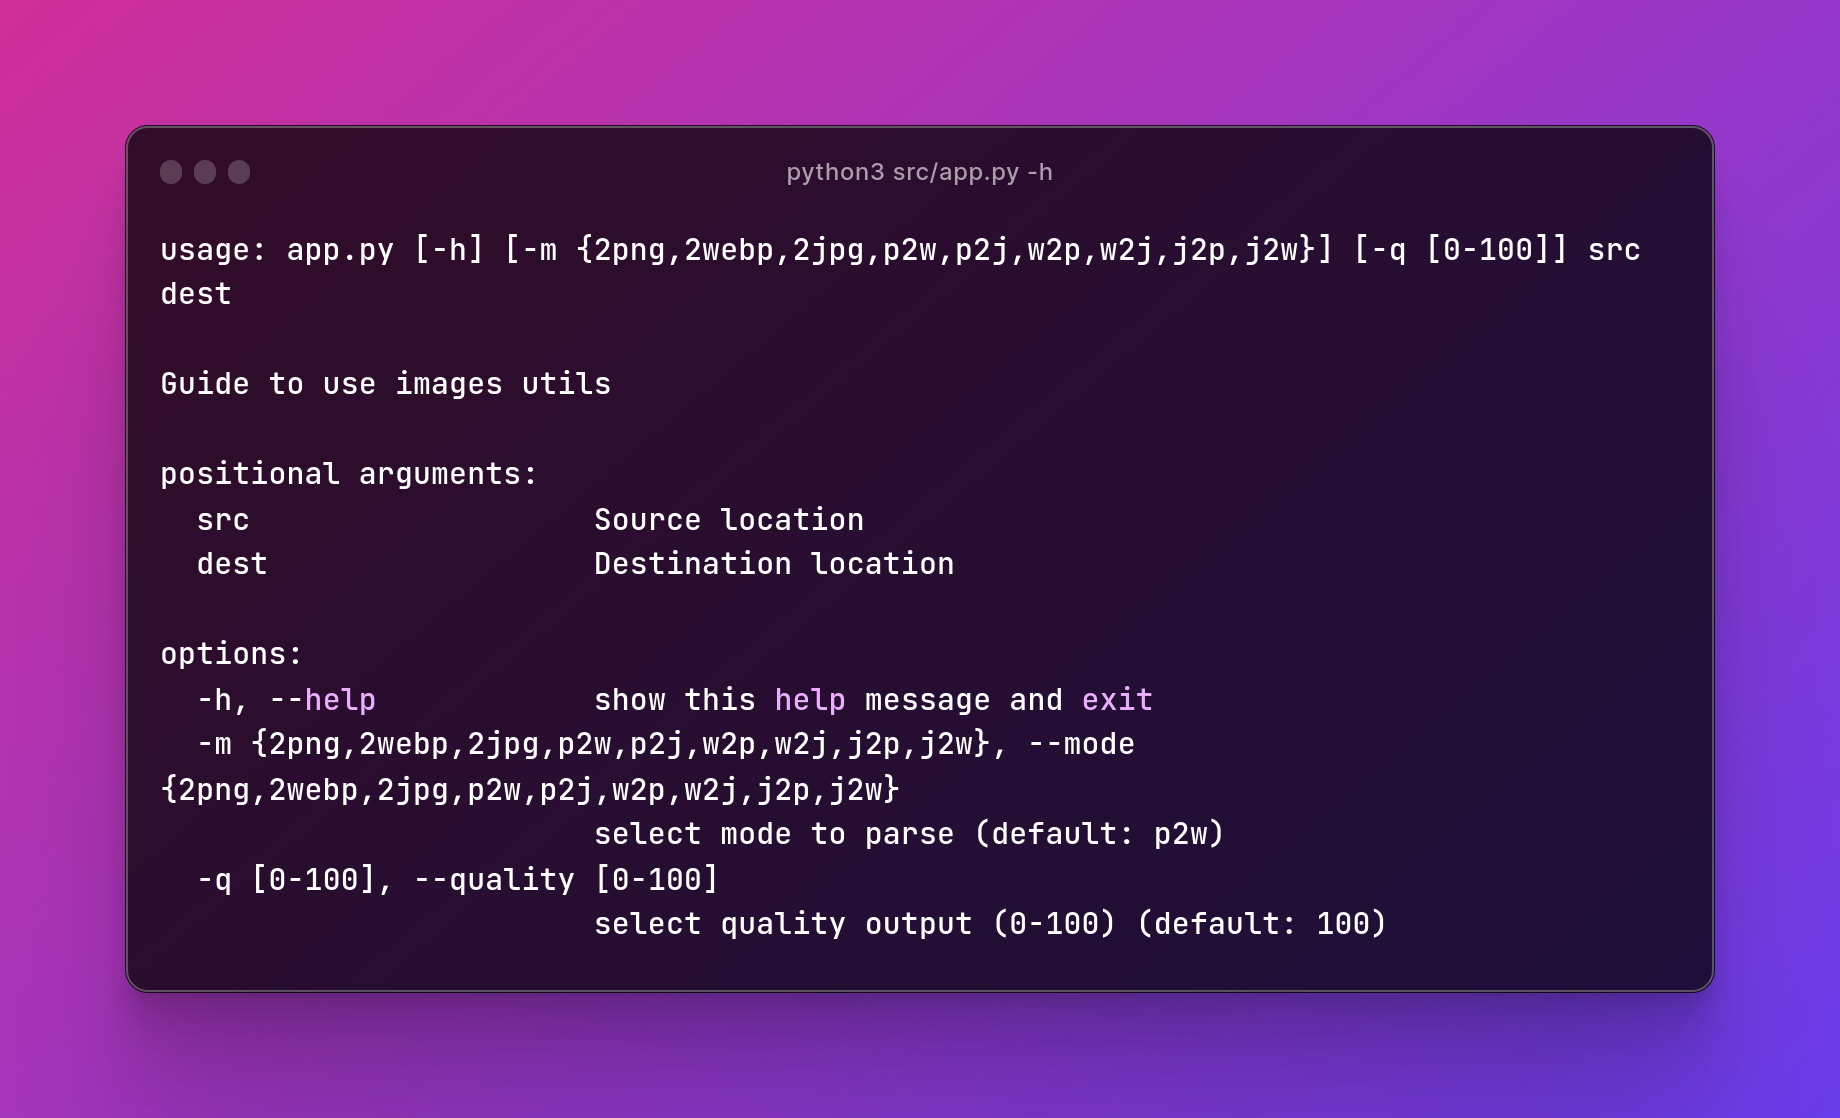 python3 src/app.py -h
usage: app.py [-h] [-m {2png,2webp,2jpg,p2w,p2j,w2p,w2j,j2p,j2w}] [-q [0-100]] src
dest
Guide to use images utils
positional arguments:
  src                   Source location
  dest                  Destination location
options:
  -h, --help            show this help message and exit
  -m {2png,2webp,2jpg,p2w,p2j,w2p,w2j,j2p,j2w}, --mode
{2png,2webp,2jpg,p2w,p2j,w2p,w2j,j2p,j2w}
                        select mode to parse (default: p2w)
  -q [0-100], --quality [0-100]
                        select quality output (0-100) (default: 100)